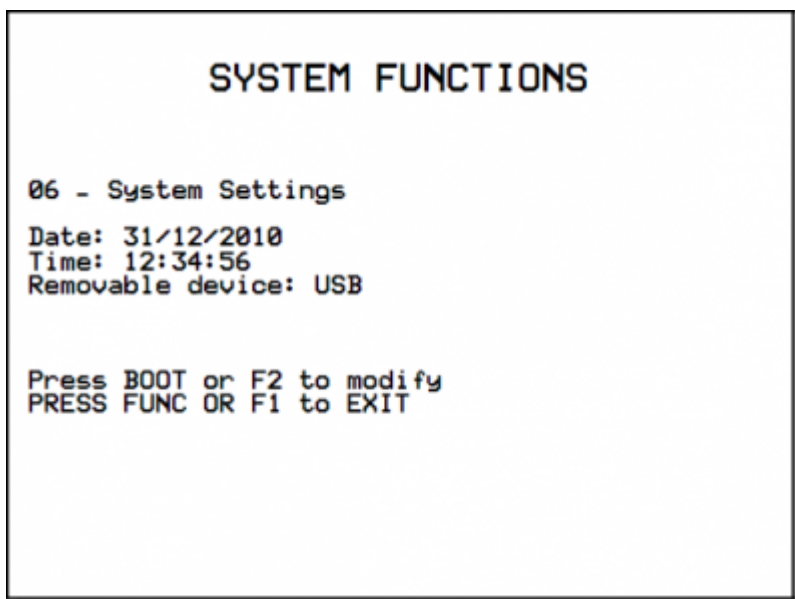 SYSTEM FUNCTIONS
06 - System Settings
Date: 31/12/2010
Time: 12:34:56
Removable device: USB
Press BOOT or F2 to modify
PRESS FUNC OR F1 to EXIT